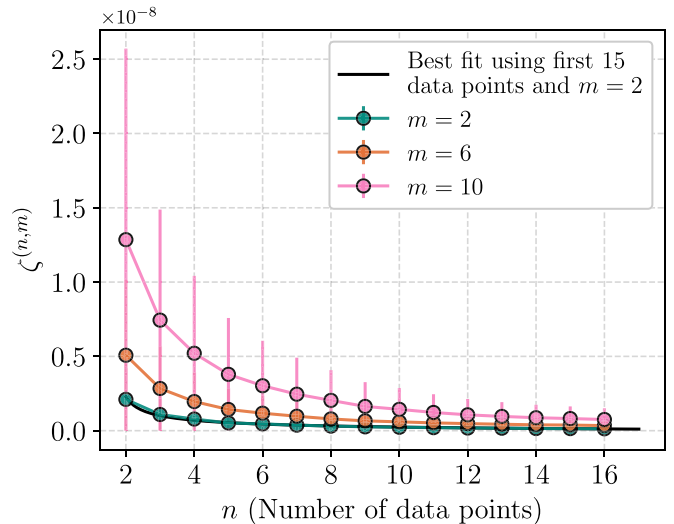 ×10⁻⁸
2.5
2.0
1.5
1.0
0.5
0.0
ζ^(n,m)
Best fit using first 15
data points and m = 2
m = 2
m = 6
m = 10
2 4 6 8 10 12 14 16
n (Number of data points)